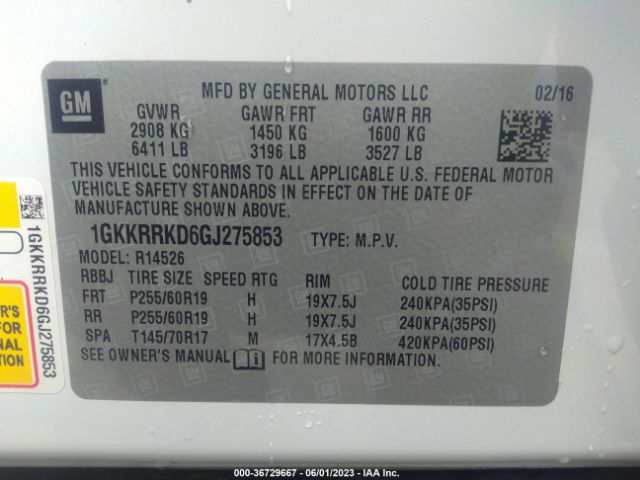 GM
MFD BY GENERAL MOTORS LLC 02/16
GVWR GAWR FRT GAWR RR
2908 KG 1450 KG 1600 KG
6411 LB 3196 LB 3527 LB
THIS VEHICLE CONFORMS TO ALL APPLICABLE U.S. FEDERAL MOTOR
VEHICLE SAFETY STANDARDS IN EFFECT ON THE DATE OF
MANUFACTURE SHOWN ABOVE.
1GKKRRKD6GJ275853 TYPE: M.P.V.
MODEL: R14526
RBBJ TIRE SIZE SPEED RTG RIM COLD TIRE PRESSURE
FRT P255/60R19 H 19X7.5J 240KPA(35PSI)
RR P255/60R19 H 19X7.5J 240KPA(35PSI)
SPA T145/70R17 M 17X4.5B 420KPA(60PSI)
SEE OWNER'S MANUAL FOR MORE INFORMATION.
1GKKRRKD6GJ275853
R'S
FOR
NAL
000-36729667 - 06/01/2023 - IAA Inc.